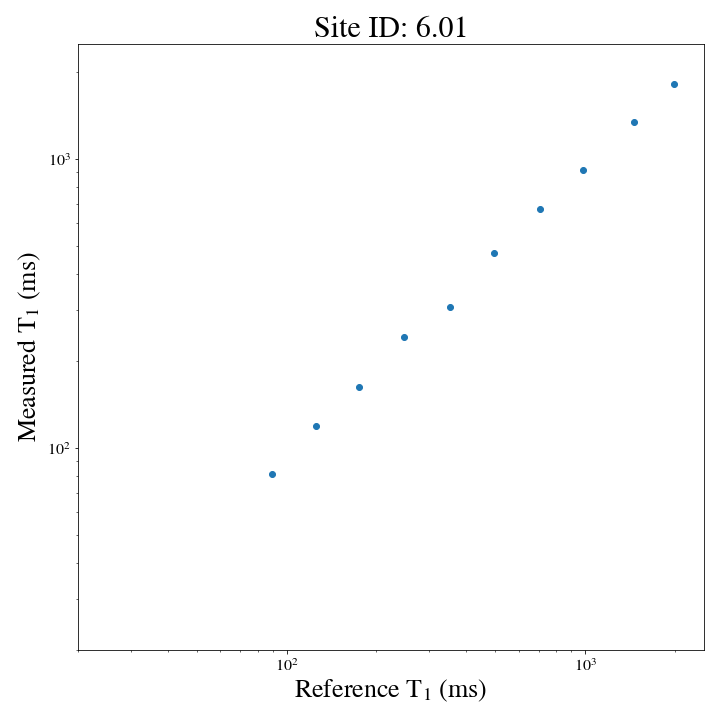 Site ID: 6.01
Measured T₁ (ms)
10³
10²
10²
10³
Reference T₁ (ms)